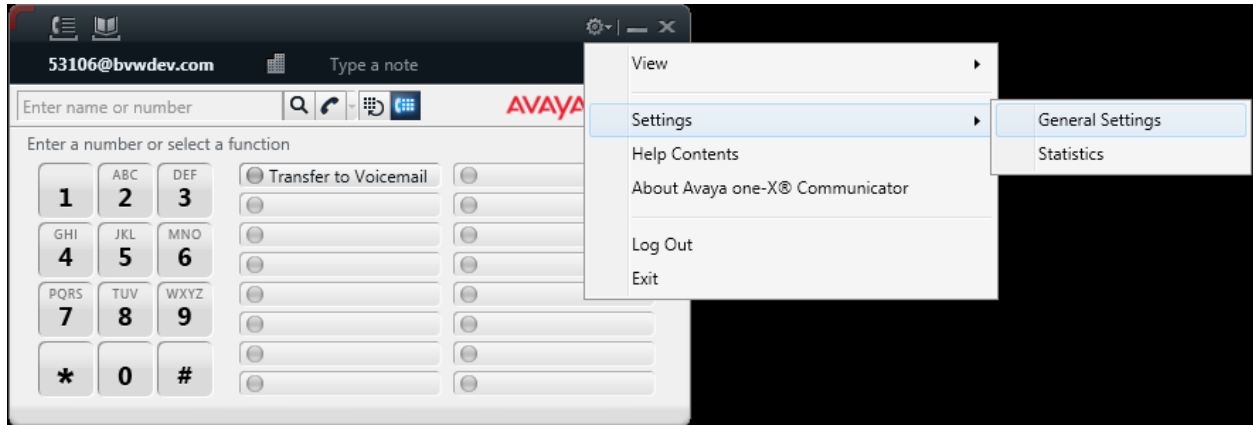 53106@bvwdev.com
Type a note
Enter name or number
AVAYA
Enter a number or select a function
1
ABC
2
DEF
3
GHI
4
JKL
5
MNO
6
PQRS
7
TUV
8
WXYZ
9
*
0
#
Transfer to Voicemail
View
Settings
Help Contents
About Avaya one-X® Communicator
Log Out
Exit
General Settings
Statistics